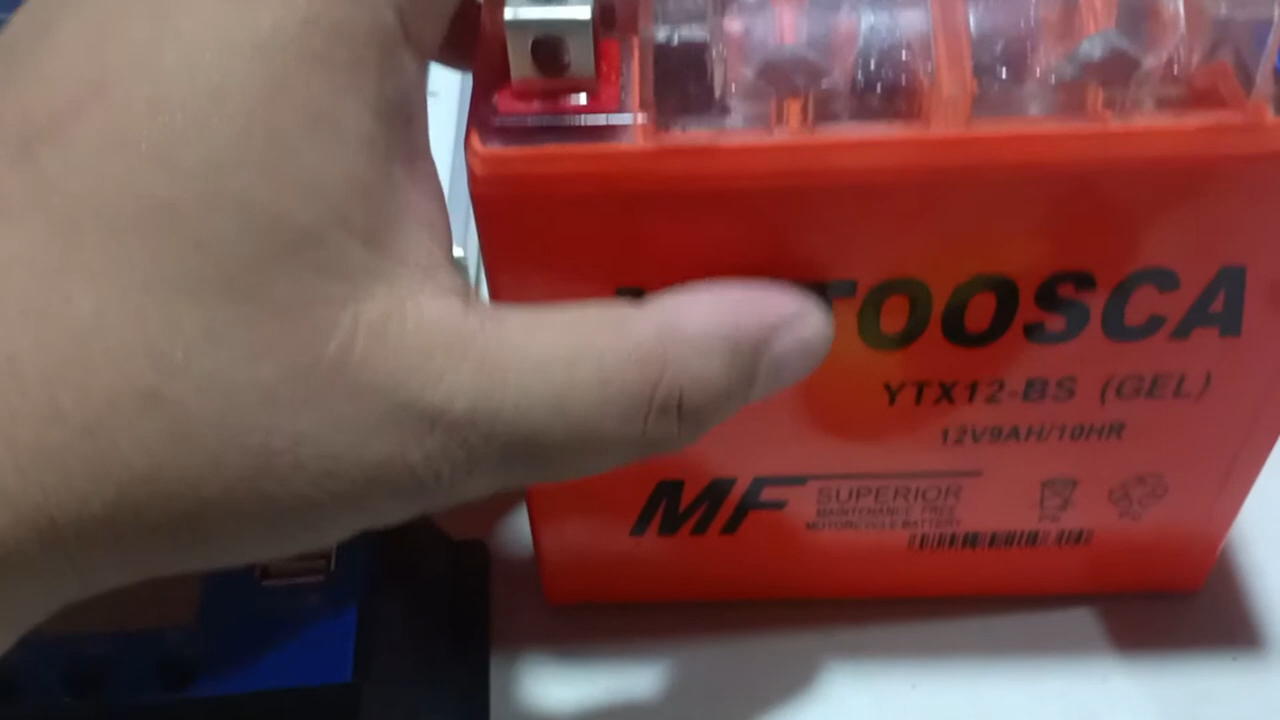 TOOSCA
YTX12-BS (GEL)
12V9AH/10HR
MF SUPERIOR
MAINTENANCE FREE
MOTORCYCLE BATTERY